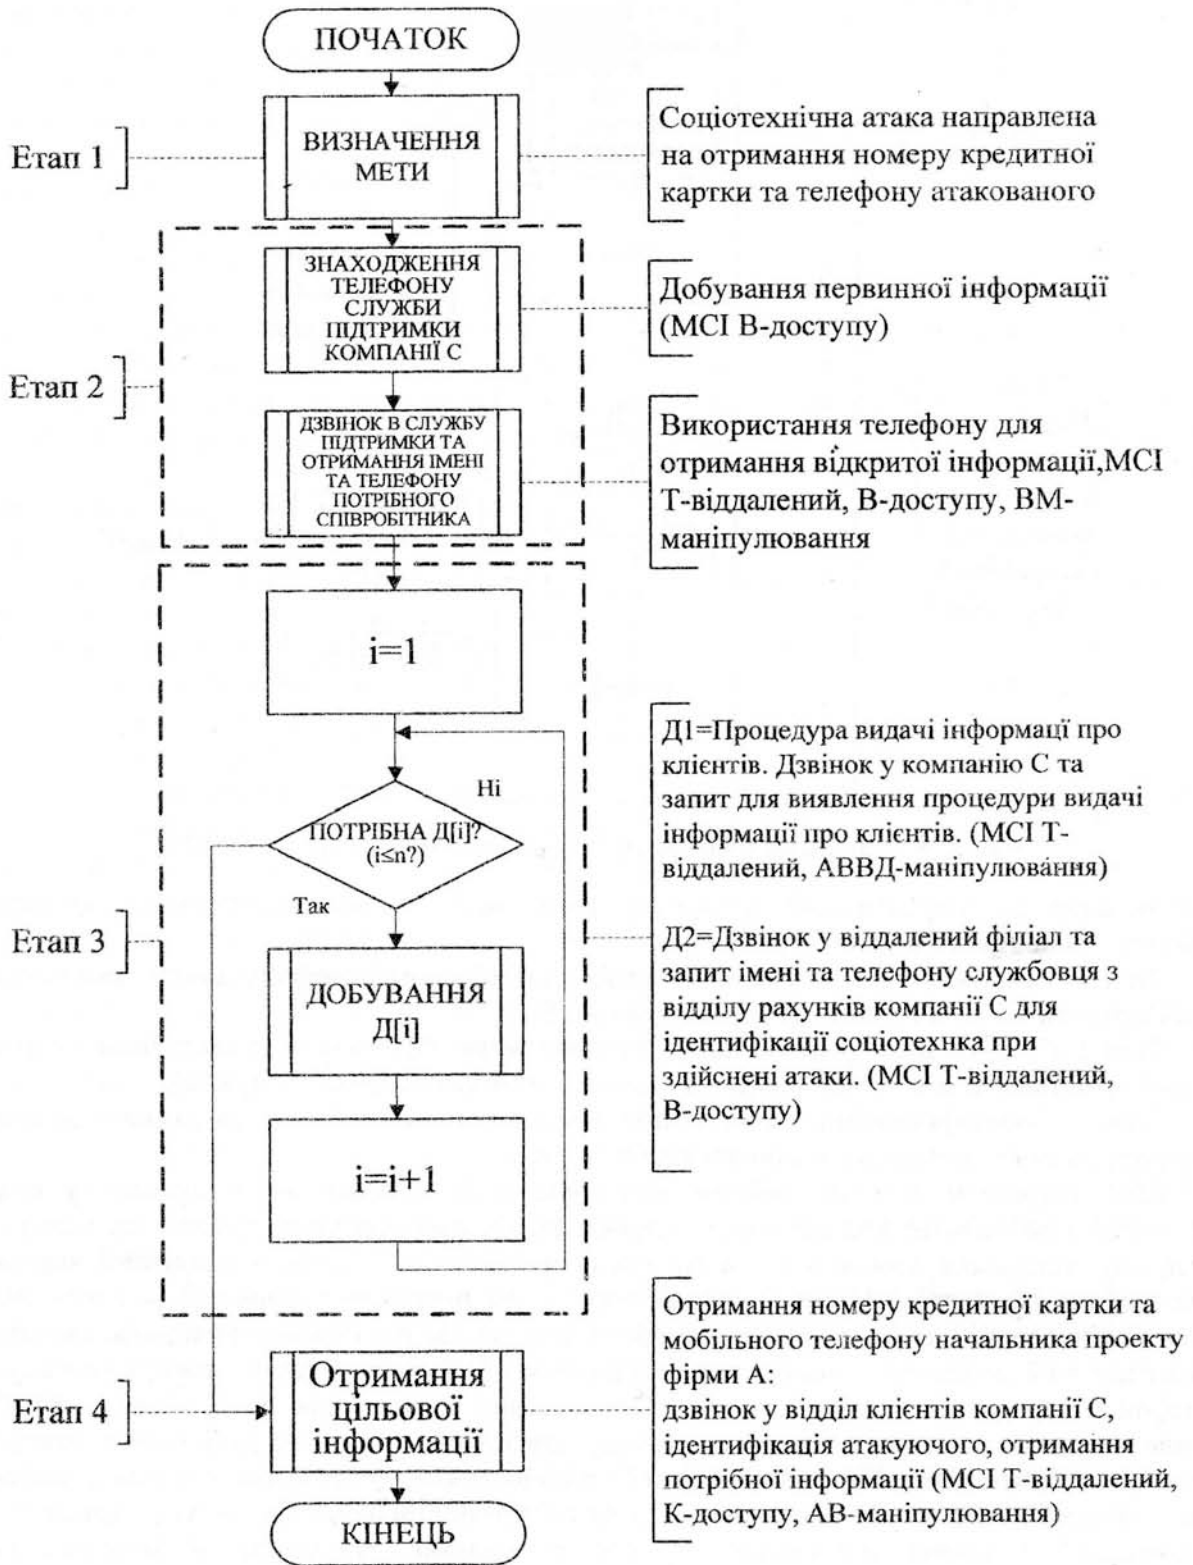 ПОЧАТОК
Етап 1
ВИЗНАЧЕННЯ
МЕТИ
Соціотехнічна атака направлена
на отримання номеру кредитної
картки та телефону атакованого
Етап 2
ЗНАХОДЖЕННЯ
ТЕЛЕФОНУ
СЛУЖБИ
ПІДТРИМКИ
КОМПАНІЇ С
Добування первинної інформації
(МСІ В-доступу)
ДЗВІНОК В СЛУЖБУ
ПІДТРИМКИ ТА
ОТРИМАННЯ ІМЕНІ
ТА ТЕЛЕФОНУ
ПОТРІБНОГО
СПІВРОБІТНИКА
Використання телефону для
отримання відкритої інформації,МСІ
Т-віддалений, В-доступу, ВМ-
маніпулювання
Етап 3
i=1
Ні
ПОТРІБНА Д[i]?
(i≤n?)
Так
ДОБУВАННЯ
Д[i]
i=i+1
Д1=Процедура видачі інформації про
клієнтів. Дзвінок у компанію С та
запит для виявлення процедури видачі
інформації про клієнтів. (МСІ Т-
віддалений, АВВД-маніпулювання)
Д2=Дзвінок у віддалений філіал та
запит імені та телефону службовця з
відділу рахунків компанії С для
ідентифікації соціотехнка при
здійснені атаки. (МСІ Т-віддалений,
В-доступу)
Етап 4
Отримання
цільової
інформації
Отримання номеру кредитної картки та
мобільного телефону начальника проекту
фірми А:
дзвінок у відділ клієнтів компанії С,
ідентифікація атакуючого, отримання
потрібної інформації (МСІ Т-віддалений,
К-доступу, АВ-маніпулювання)
КІНЕЦЬ